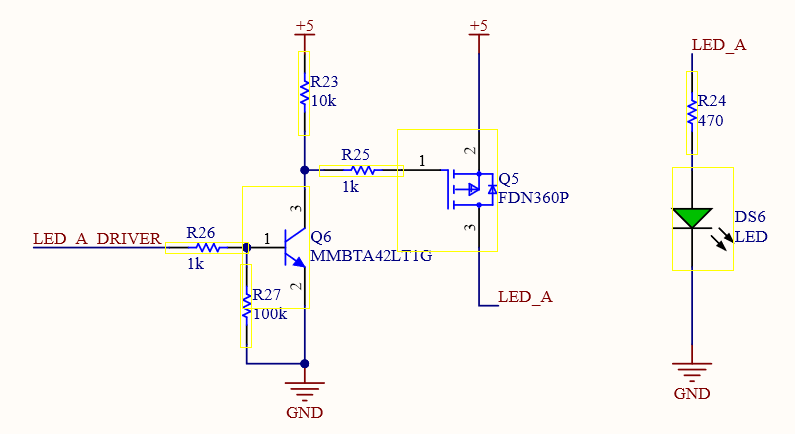 +5
+5
LED_A
R23
10k
R24
470
R25
1k
1
2
Q5
FDN360P
3
LED_A
LED_A_DRIVER
R26
1k
1
3
Q6
MMBTA42LT1G
2
R27
100k
DS6
LED
GND
GND